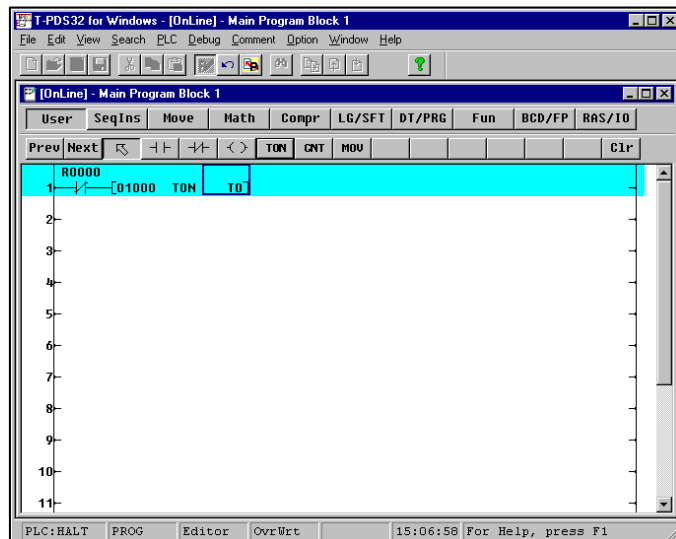 T-PDS32 for Windows - [OnLine] - Main Program Block 1
File Edit View Search PLC Debug Comment Option Window Help
[OnLine] - Main Program Block 1
User SeqIns Move Math Compr LG/SFT DT/PRG Fun BCD/FP RAS/IO
Prev Next TON CNT MOV Clr
R0000
1 [01000 TON T0]
2
3
4
5
6
7
8
9
10
11
PLC:HALT PROG Editor OvrWrt 15:06:58 For Help, press F1